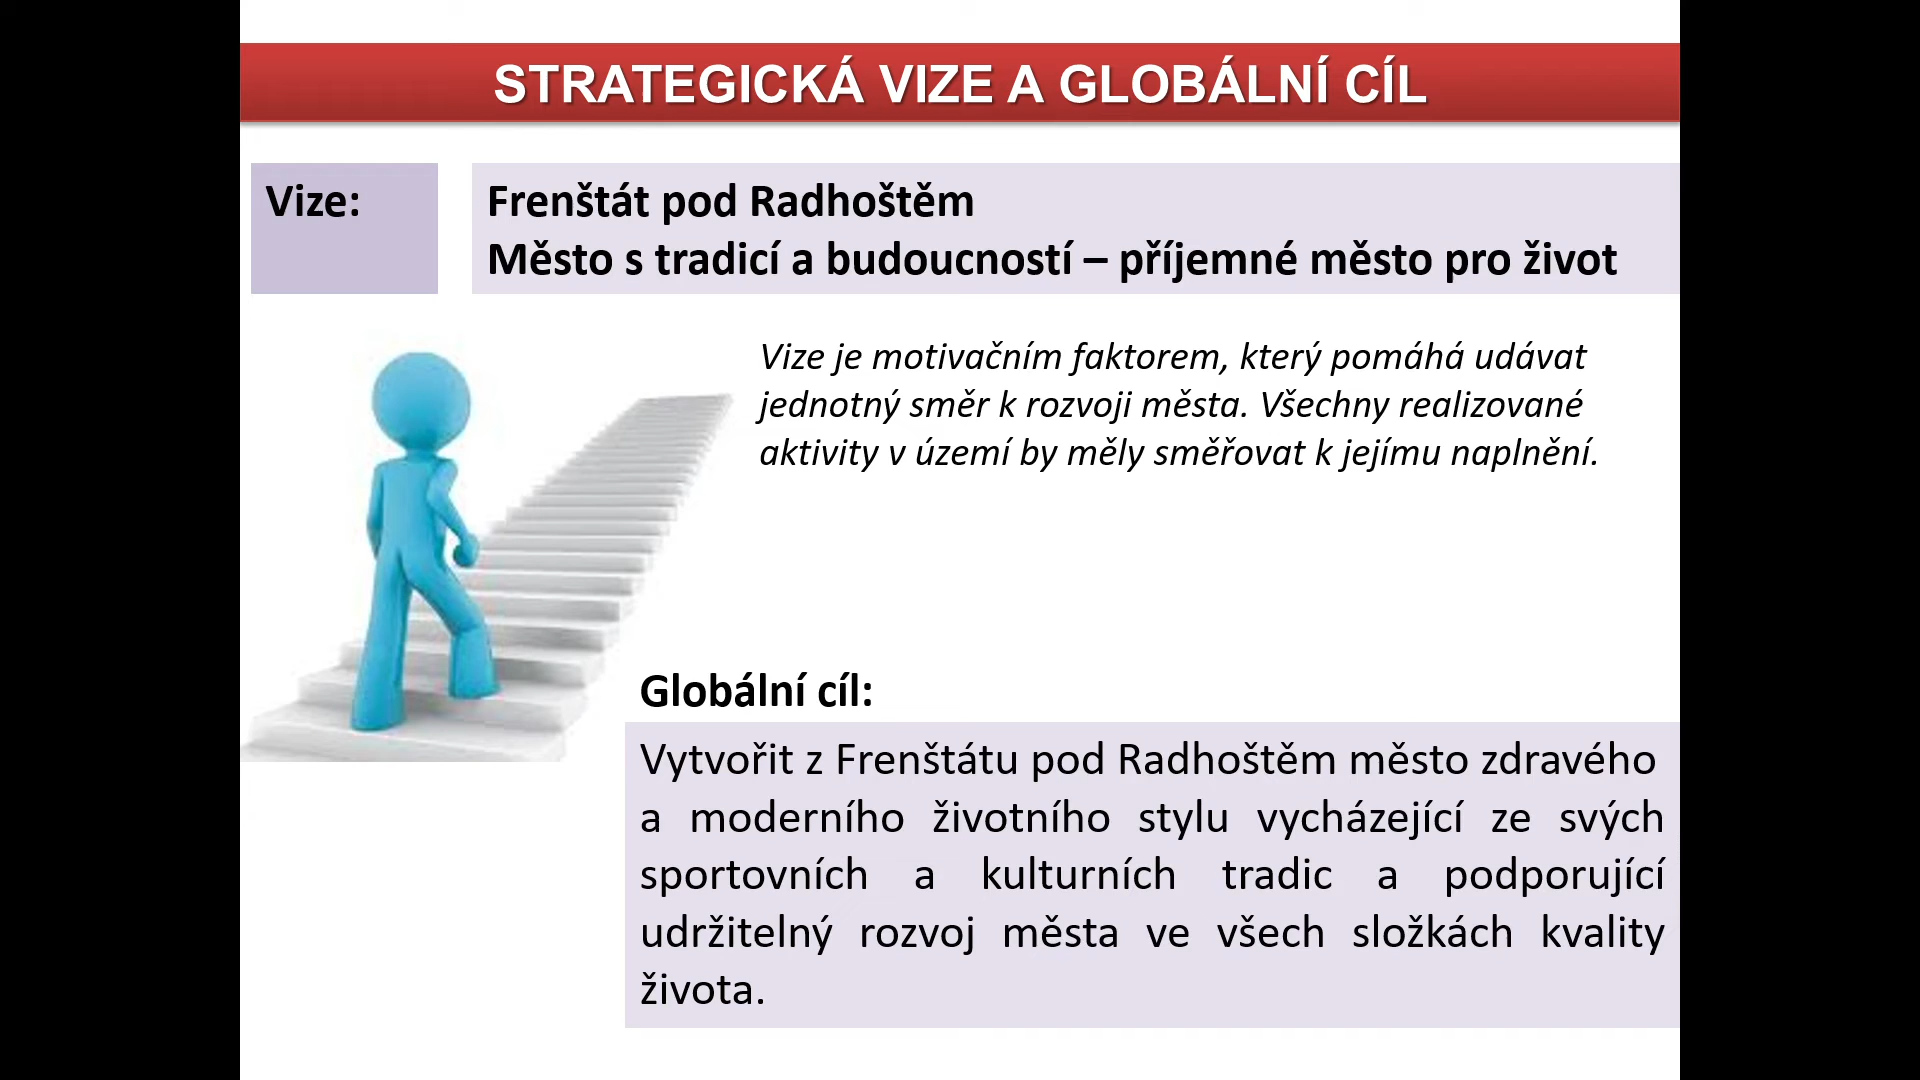 STRATEGICKÁ VIZE A GLOBÁLNÍ CÍL
Vize:
Frenštát pod Radhoštěm
Město s tradicí a budoucností – příjemné město pro život
Vize je motivačním faktorem, který pomáhá udávat
jednotný směr k rozvoji města. Všechny realizované
aktivity v území by měly směřovat k jejímu naplnění.
Globální cíl:
Vytvořit z Frenštátu pod Radhoštěm město zdravého
a moderního životního stylu vycházející ze svých
sportovních a kulturních tradic a podporující
udržitelný rozvoj města ve všech složkách kvality
života.